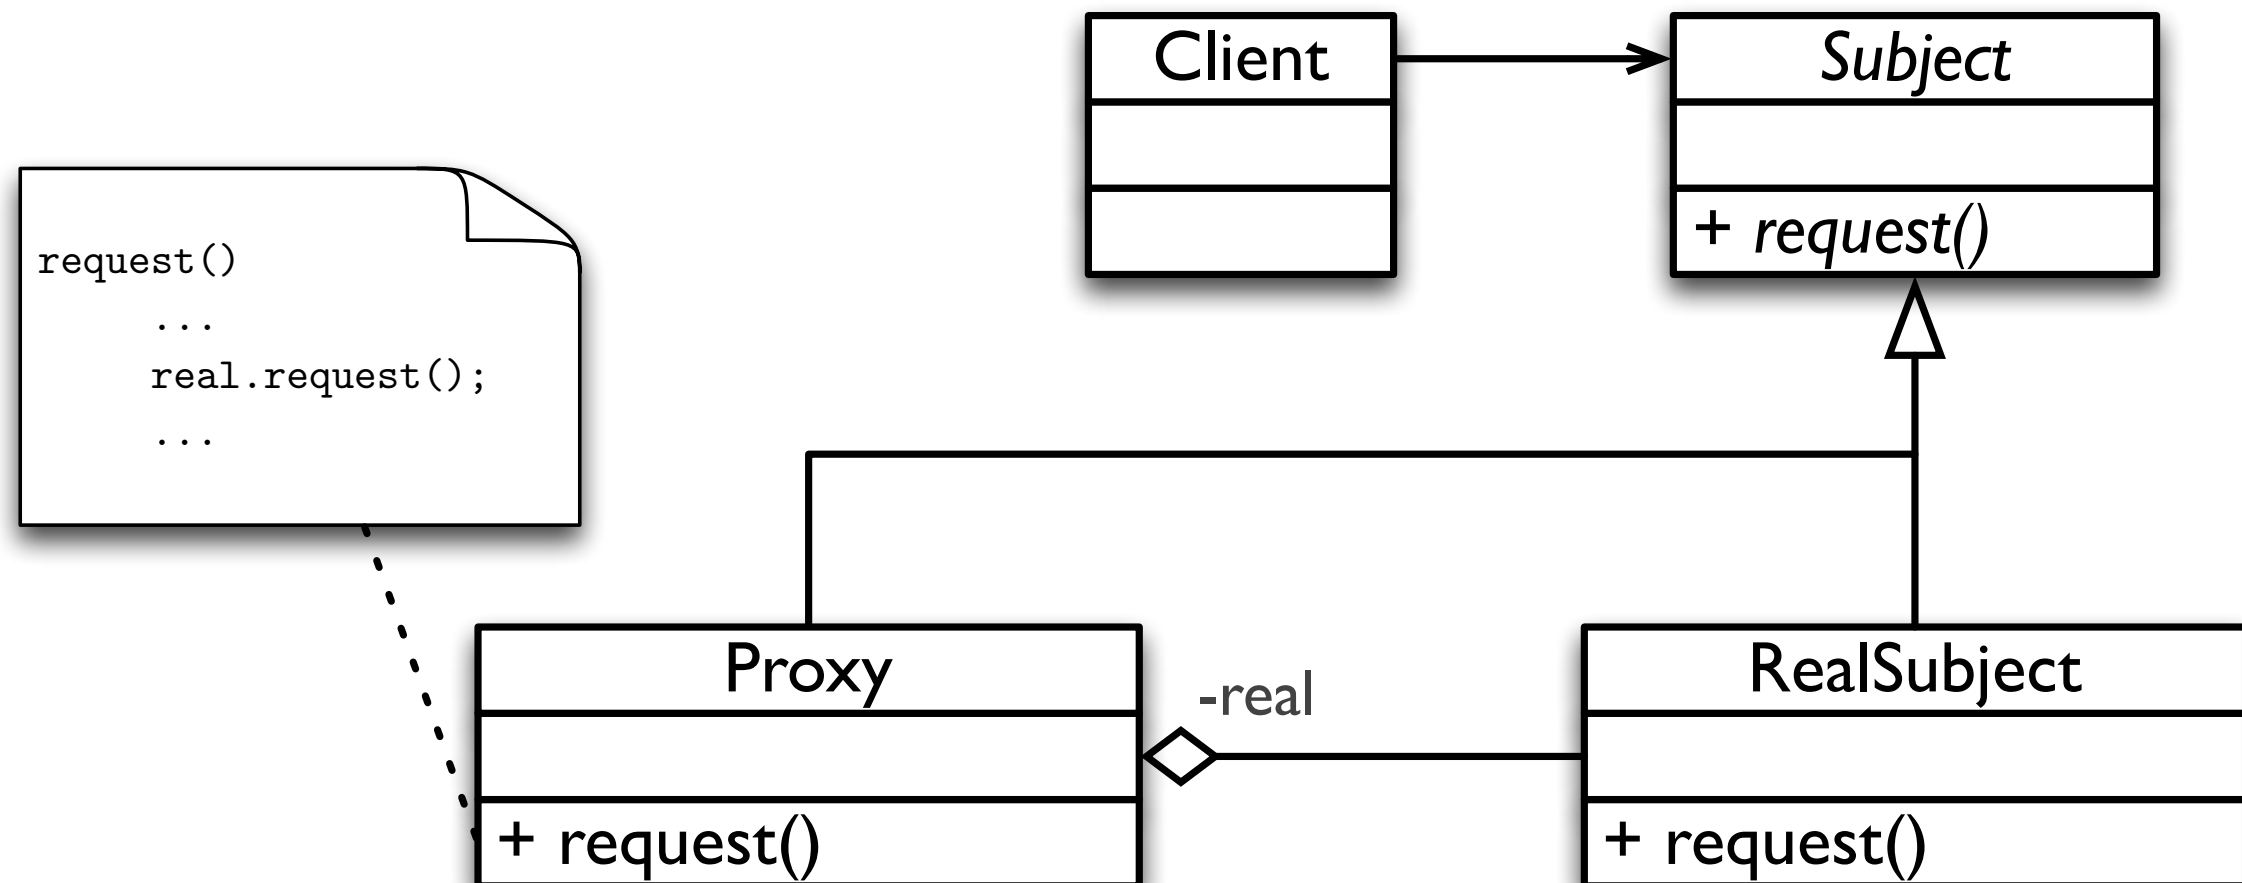 Client
Subject
+ request()
request()
...
real.request();
...
Proxy
-real
RealSubject
+ request()
+ request()